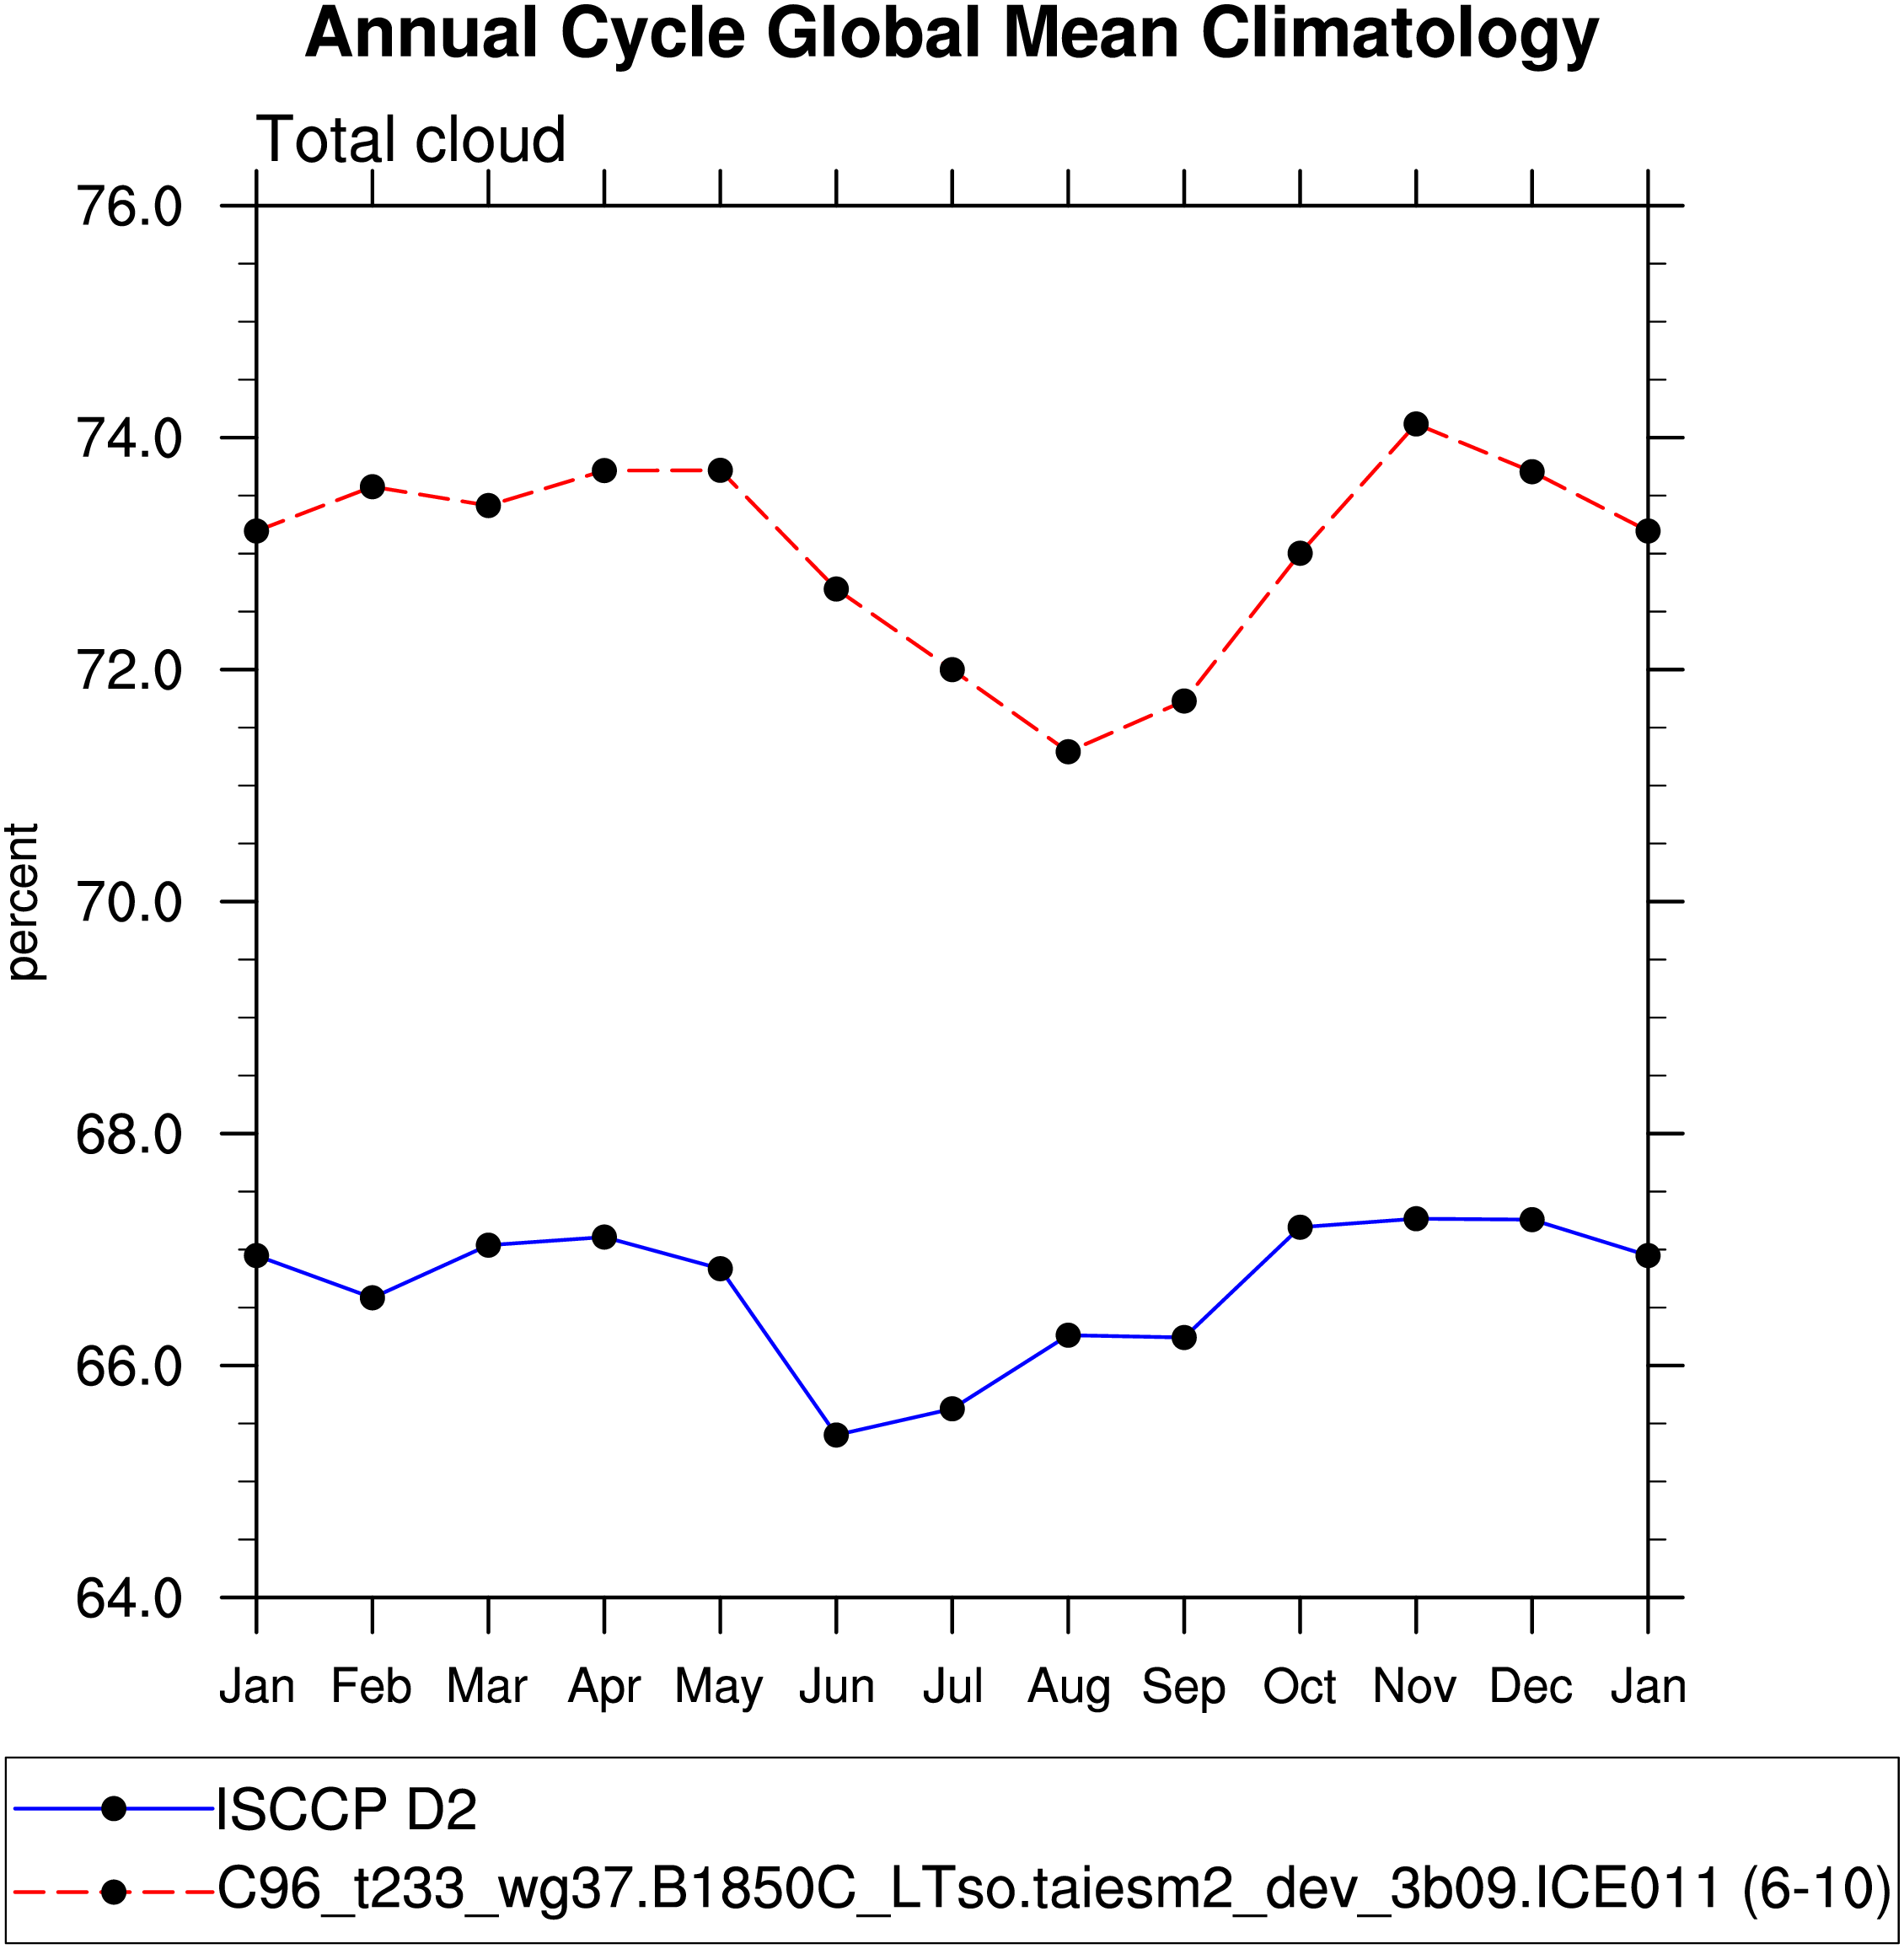 Annual Cycle Global Mean Climatology
Total cloud
76.0
74.0
72.0
70.0
68.0
66.0
64.0
percent
Jan Feb Mar Apr May Jun Jul Aug Sep Oct Nov Dec Jan
ISCCP D2
C96_t233_wg37.B1850C_LTso.taiesm2_dev_3b09.ICE011 (6-10)